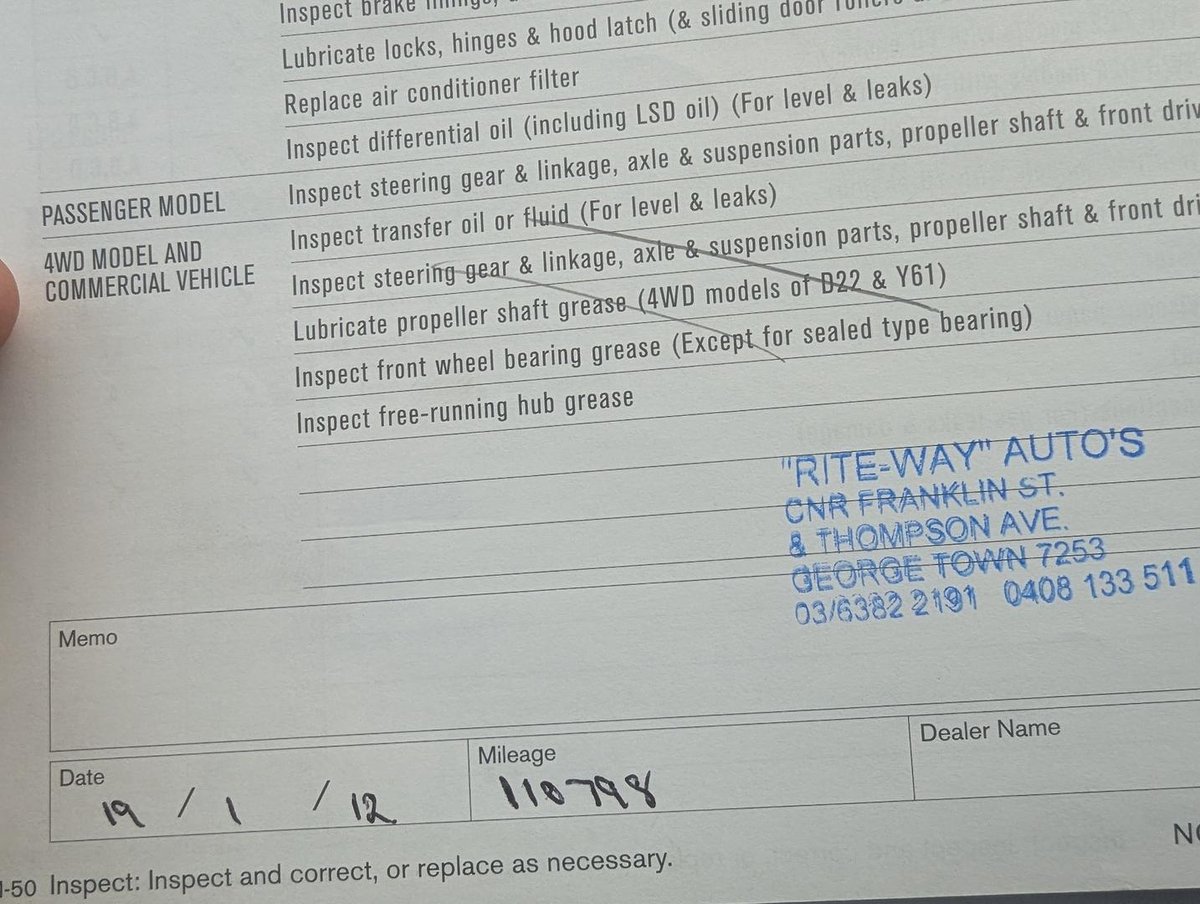 Inspect brake
Lubricate locks, hinges & hood latch (& sliding door
Replace air conditioner filter
Inspect differential oil (including LSD oil) (For level & leaks)
PASSENGER MODEL
Inspect steering gear & linkage, axle & suspension parts, propeller shaft & front driv
4WD MODEL AND
COMMERCIAL VEHICLE
Inspect transfer oil or fluid (For level & leaks)
Inspect steering gear & linkage, axle & suspension parts, propeller shaft & front dri
Lubricate propeller shaft grease (4WD models of D22 & Y61)
Inspect front wheel bearing grease (Except for sealed type bearing)
Inspect free-running hub grease
"RITE-WAY" AUTO'S
CNR FRANKLIN ST.
& THOMPSON AVE.
GEORGE TOWN 7253
03/6382 2191 0408 133 511
Memo
Date
19 / 1 / 12
Mileage
110798
Dealer Name
-50 Inspect: Inspect and correct, or replace as necessary.